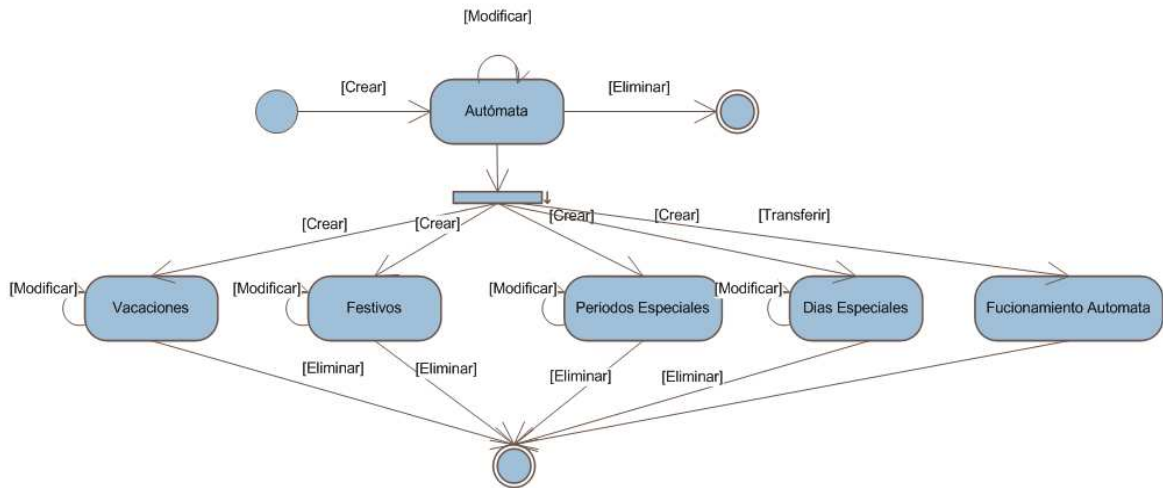 [Modificar]
[Crear]
Autómata
[Eliminar]
[Crear]
[Crear]
[Crear]
[Crear]
[Transferir]
[Modificar]
Vacaciones
[Modificar]
Festivos
[Modificar]
Periodos Especiales
[Modificar]
Dias Especiales
Fucionamiento Automata
[Eliminar]
[Eliminar]
[Eliminar]
[Eliminar]